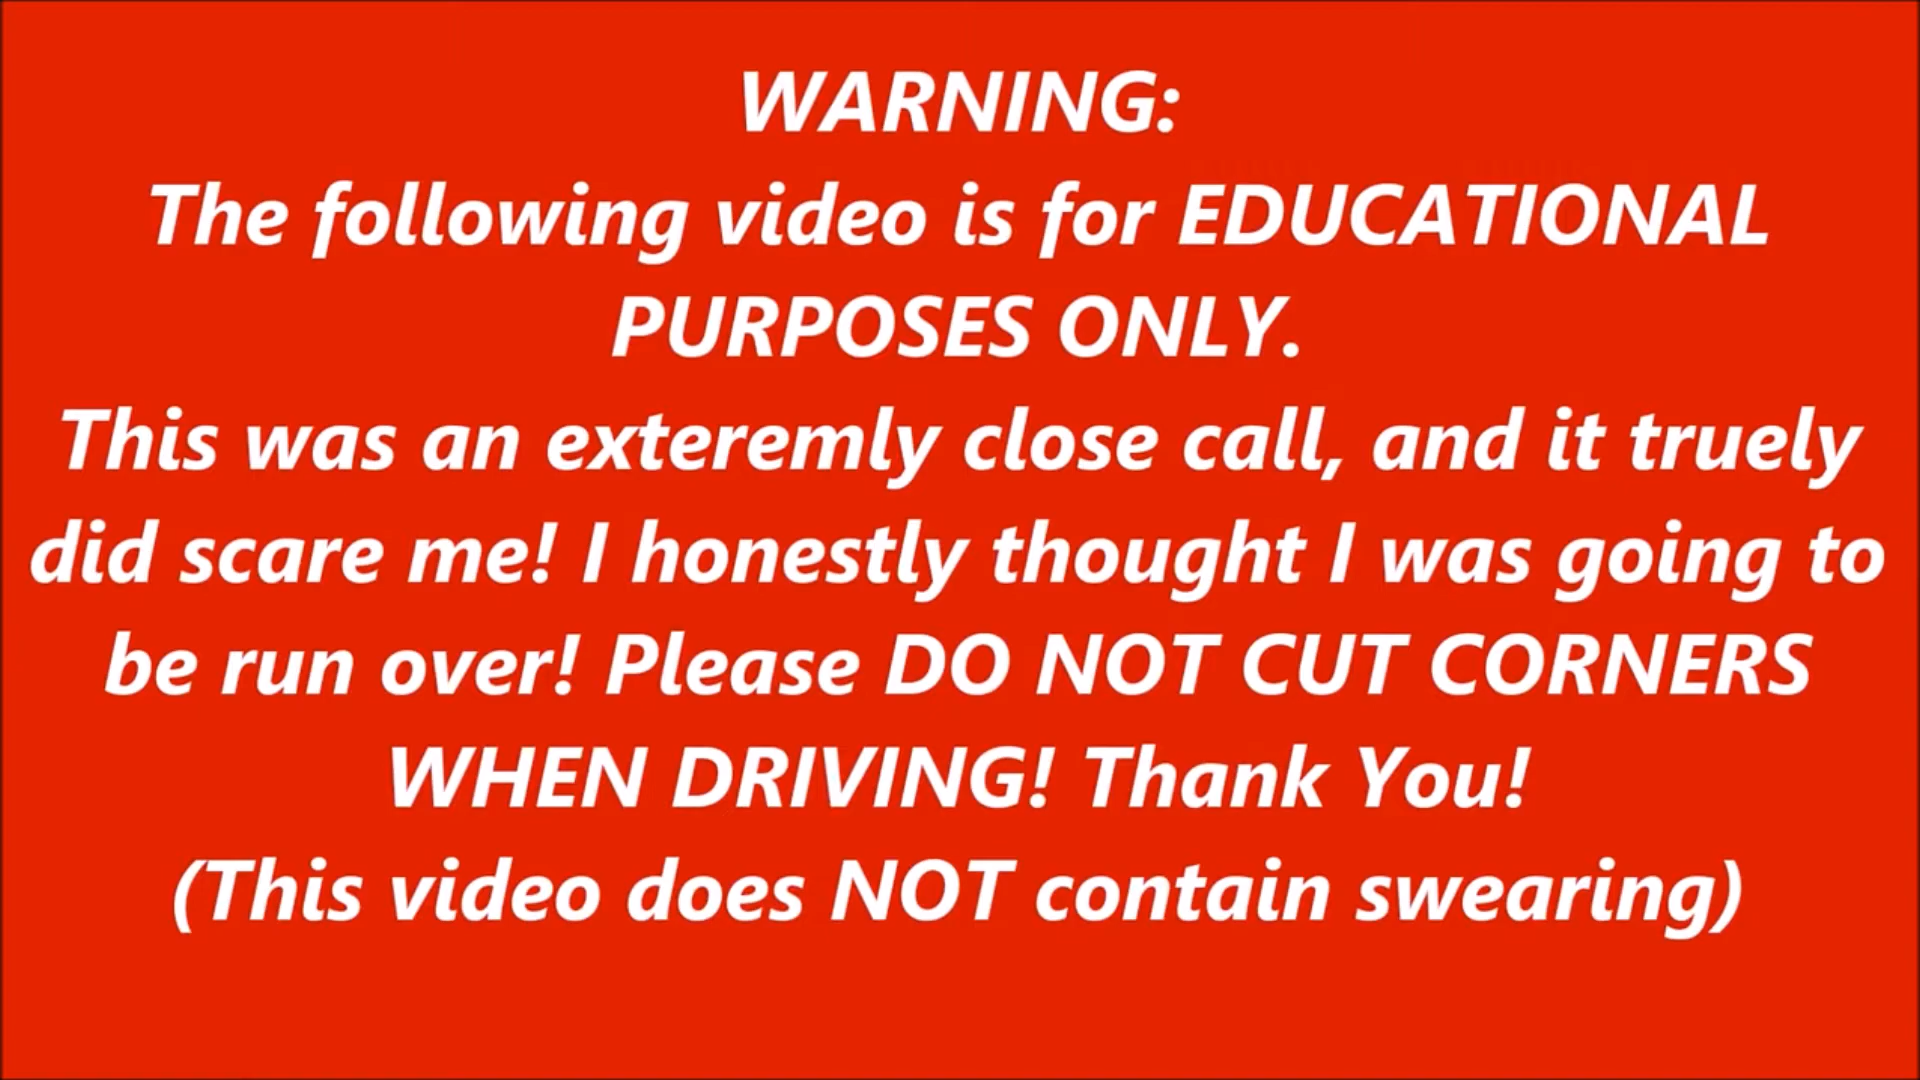 WARNING:
The following video is for EDUCATIONAL
PURPOSES ONLY.
This was an exteremly close call, and it truely
did scare me! I honestly thought I was going to
be run over! Please DO NOT CUT CORNERS
WHEN DRIVING! Thank You!
(This video does NOT contain swearing)